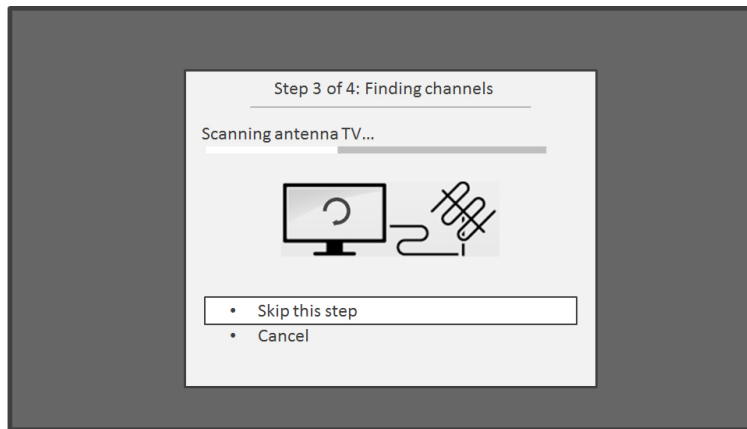 Step 3 of 4: Finding channels
Scanning antenna TV...
• Skip this step
• Cancel